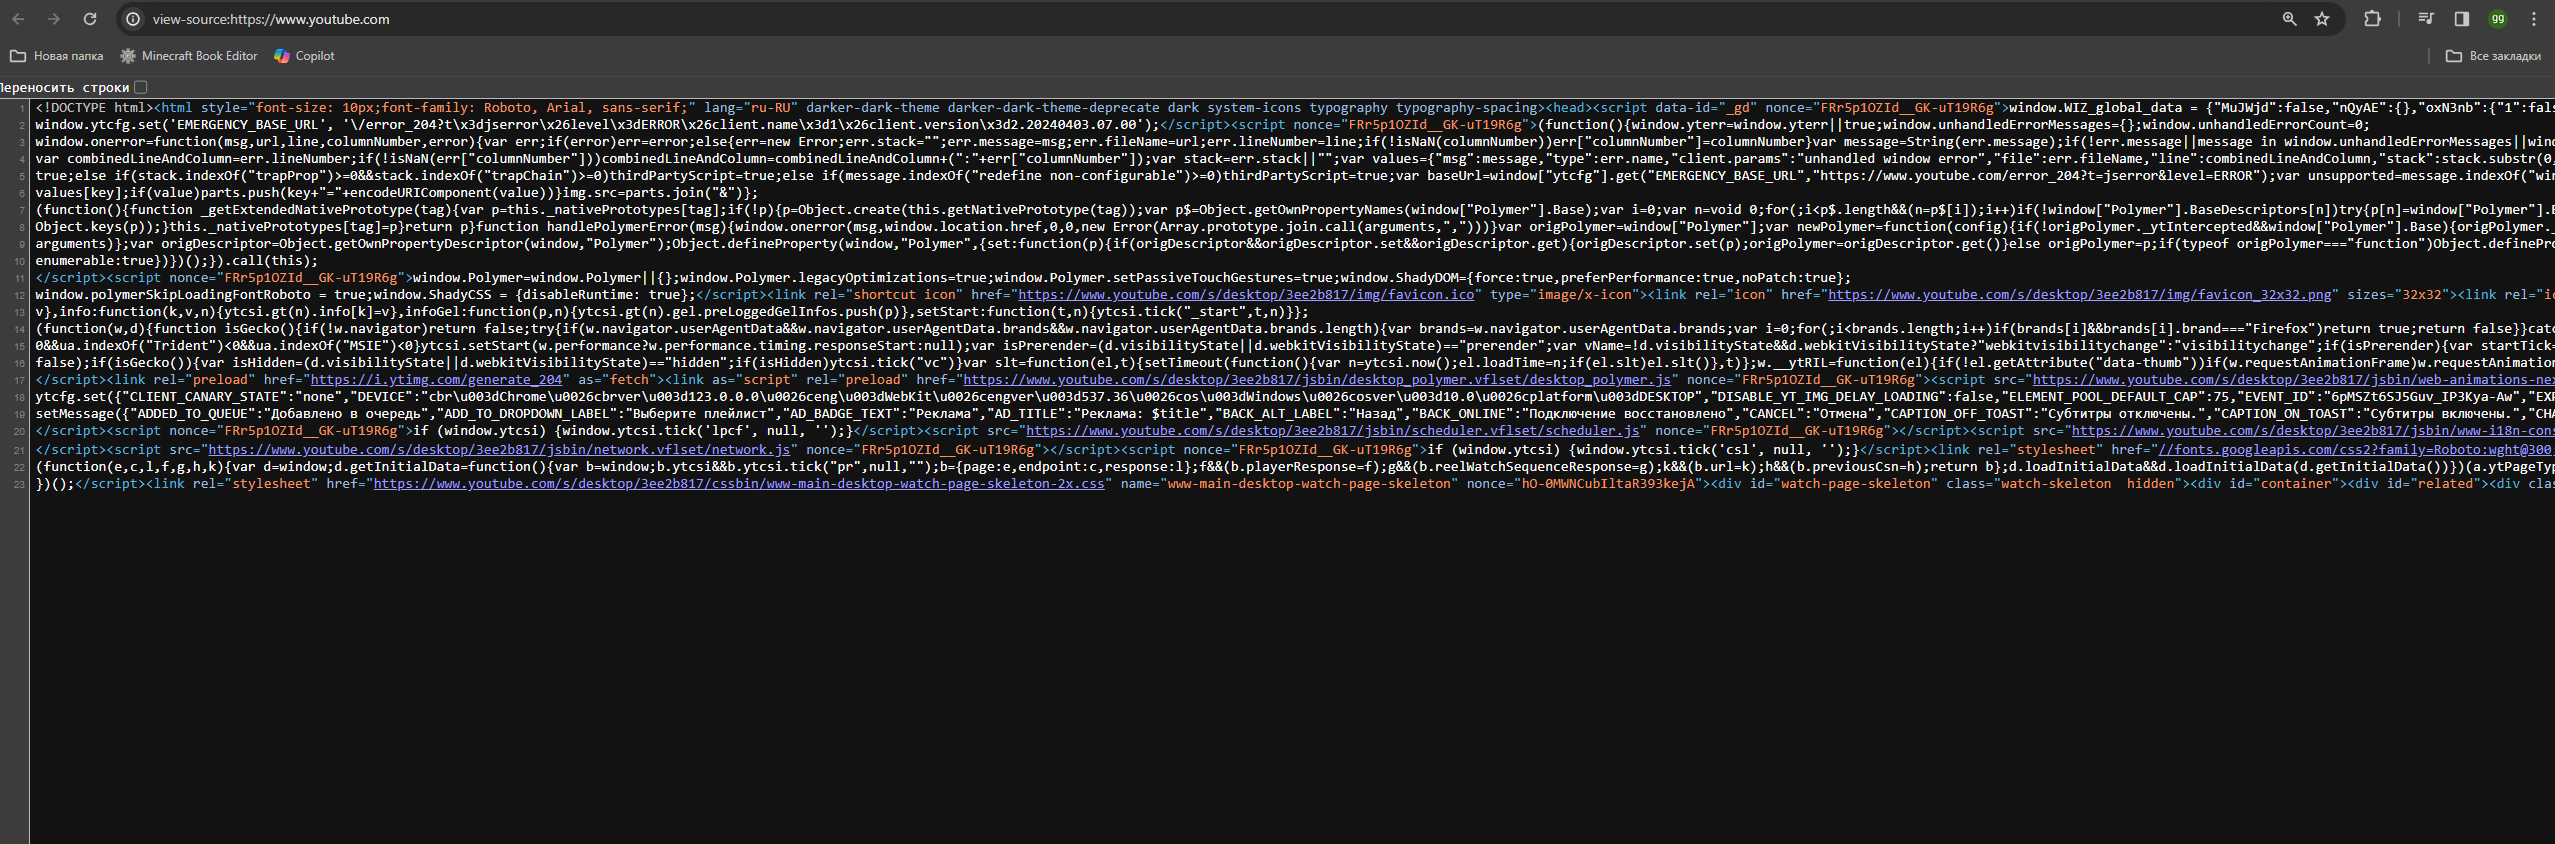 view-source:https://www.youtube.com
gg
Новая папка
Minecraft Book Editor
Copilot
Все закладки
Переносить строки
1 <!DOCTYPE html><html style="font-size: 10px;font-family: Roboto, Arial, sans-serif;" lang="ru-RU" darker-dark-theme darker-dark-theme-deprecate dark system-icons typography typography-spacing><head><script data-id="_gd" nonce="FRr5p1OZId__GK-uT19R6g">window.WIZ_global_data = {"MuJWjd":false,"nQyAE":{},"oxN3nb":{"1":fals
2 window.ytcfg.set('EMERGENCY_BASE_URL', '\/error_204?t\x3djserror\x26level\x3dERROR\x26client.name\x3d1\x26client.version\x3d2.20240403.07.00');</script><script nonce="FRr5p1OZId__GK-uT19R6g">(function(){window.yterr=window.yterr||true;window.unhandledErrorMessages={};window.unhandledErrorCount=0;
3 window.onerror=function(msg,url,line,columnNumber,error){var err;if(error)err=error;else{err=new Error;err.stack="";err.message=msg;err.fileName=url;err.lineNumber=line;if(!isNaN(columnNumber))err["columnNumber"]=columnNumber}var message=String(err.message);if(!err.message||message in window.unhandledErrorMessages||windo
4 var combinedLineAndColumn=err.lineNumber;if(!isNaN(err["columnNumber"]))combinedLineAndColumn=combinedLineAndColumn+(":"+err["columnNumber"]);var stack=err.stack||"";var values={"msg":message,"type":err.name,"client.params":"unhandled window error","file":err.fileName,"line":combinedLineAndColumn,"stack":stack.substr(0,
5 true;else if(stack.indexOf("trapProp")>=0&&stack.indexOf("trapChain")>=0)thirdPartyScript=true;else if(message.indexOf("redefine non-configurable")>=0)thirdPartyScript=true;var baseUrl=window["ytcfg"].get("EMERGENCY_BASE_URL","https://www.youtube.com/error_204?t=jserror&level=ERROR");var unsupported=message.indexOf("win
6 values[key];if(value)parts.push(key+"="+encodeURIComponent(value))}img.src=parts.join("&")};
7 (function(){function _getExtendedNativePrototype(tag){var p=this._nativePrototypes[tag];if(!p){p=Object.create(this.getNativePrototype(tag));var p$=Object.getOwnPropertyNames(window["Polymer"].Base);var i=0;var n=void 0;for(;i<p$.length&&(n=p$[i]);i++)if(!window["Polymer"].BaseDescriptors[n])try{p[n]=window["Polymer"].B
8 Object.keys(p));}this._nativePrototypes[tag]=p}return p}function handlePolymerError(msg){window.onerror(msg,window.location.href,0,0,new Error(Array.prototype.join.call(arguments,",")))}var origPolymer=window["Polymer"];var newPolymer=function(config){if(!origPolymer._ytIntercepted&&window["Polymer"].Base){origPolymer._
9 arguments)};var origDescriptor=Object.getOwnPropertyDescriptor(window,"Polymer");Object.defineProperty(window,"Polymer",{set:function(p){if(origDescriptor&&origDescriptor.set&&origDescriptor.get){origDescriptor.set(p);origPolymer=origDescriptor.get()}else origPolymer=p;if(typeof origPolymer==="function")Object.definePro
10 enumerable:true})})();}).call(this);
11 </script><script nonce="FRr5p1OZId__GK-uT19R6g">window.Polymer=window.Polymer||{};window.Polymer.legacyOptimizations=true;window.Polymer.setPassiveTouchGestures=true;window.ShadyDOM={force:true,preferPerformance:true,noPatch:true};
12 window.polymerSkipLoadingFontRoboto = true;window.ShadyCSS = {disableRuntime: true};</script><link rel="shortcut icon" href="https://www.youtube.com/s/desktop/3ee2b817/img/favicon.ico" type="image/x-icon"><link rel="icon" href="https://www.youtube.com/s/desktop/3ee2b817/img/favicon_32x32.png" sizes="32x32"><link rel="ic
13 v},info:function(k,v,n){ytcsi.gt(n).info[k]=v},infoGel:function(p,n){ytcsi.gt(n).gel.preLoggedGelInfos.push(p)},setStart:function(t,n){ytcsi.tick("_start",t,n)}};
14 (function(w,d){function isGecko(){if(!w.navigator)return false;try{if(w.navigator.userAgentData&&w.navigator.userAgentData.brands&&w.navigator.userAgentData.brands.length){var brands=w.navigator.userAgentData.brands;var i=0;for(;i<brands.length;i++)if(brands[i]&&brands[i].brand==="Firefox")return true;return false}}catc
15 0&&ua.indexOf("Trident")<0&&ua.indexOf("MSIE")<0}ytcsi.setStart(w.performance?w.performance.timing.responseStart:null);var isPrerender=(d.visibilityState||d.webkitVisibilityState)=="prerender";var vName=!d.visibilityState&&d.webkitVisibilityState?"webkitvisibilitychange":"visibilitychange";if(isPrerender){var startTick=
16 false);if(isGecko()){var isHidden=(d.visibilityState||d.webkitVisibilityState)=="hidden";if(isHidden)ytcsi.tick("vc")}var slt=function(el,t){setTimeout(function(){var n=ytcsi.now();el.loadTime=n;if(el.slt)el.slt()},t)};w.__ytRIL=function(el){if(!el.getAttribute("data-thumb"))if(w.requestAnimationFrame)w.requestAnimation
17 </script><link rel="preload" href="https://i.ytimg.com/generate_204" as="fetch"><link as="script" rel="preload" href="https://www.youtube.com/s/desktop/3ee2b817/jsbin/desktop_polymer.vflset/desktop_polymer.js" nonce="FRr5p1OZId__GK-uT19R6g"><script src="https://www.youtube.com/s/desktop/3ee2b817/jsbin/web-animations-nex
18 ytcfg.set({"CLIENT_CANARY_STATE":"none","DEVICE":"cbr\u003dChrome\u0026cbrver\u003d123.0.0.0\u0026ceng\u003dWebKit\u0026cengver\u003d537.36\u0026cos\u003dWindows\u0026cosver\u003d10.0\u0026cplatform\u003dDESKTOP","DISABLE_YT_IMG_DELAY_LOADING":false,"ELEMENT_POOL_DEFAULT_CAP":75,"EVENT_ID":"6pMSZt6SJ5Guv_IP3Kya-Aw","EXP
19 setMessage({"ADDED_TO_QUEUE":"Добавлено в очередь","ADD_TO_DROPDOWN_LABEL":"Выберите плейлист","AD_BADGE_TEXT":"Реклама","AD_TITLE":"Реклама: $title","BACK_ALT_LABEL":"Назад","BACK_ONLINE":"Подключение восстановлено","CANCEL":"Отмена","CAPTION_OFF_TOAST":"Субтитры отключены.","CAPTION_ON_TOAST":"Субтитры включены.","CHA
20 </script><script nonce="FRr5p1OZId__GK-uT19R6g">if (window.ytcsi) {window.ytcsi.tick('lpcf', null, '');}</script><script src="https://www.youtube.com/s/desktop/3ee2b817/jsbin/scheduler.vflset/scheduler.js" nonce="FRr5p1OZId__GK-uT19R6g"></script><script src="https://www.youtube.com/s/desktop/3ee2b817/jsbin/www-i18n-cons
21 </script><script src="https://www.youtube.com/s/desktop/3ee2b817/jsbin/network.vflset/network.js" nonce="FRr5p1OZId__GK-uT19R6g"></script><script nonce="FRr5p1OZId__GK-uT19R6g">if (window.ytcsi) {window.ytcsi.tick('csl', null, '');}</script><link rel="stylesheet" href="//fonts.googleapis.com/css2?family=Roboto:wght@300;
22 (function(e,c,l,f,g,h,k){var d=window;d.getInitialData=function(){var b=window;b.ytcsi&&b.ytcsi.tick("pr",null,"");b={page:e,endpoint:c,response:l};f&&(b.playerResponse=f);g&&(b.reelWatchSequenceResponse=g);k&&(b.url=k);h&&(b.previousCsn=h);return b};d.loadInitialData&&d.loadInitialData(d.getInitialData())})(a.ytPageTyp
23 })();</script><link rel="stylesheet" href="https://www.youtube.com/s/desktop/3ee2b817/cssbin/www-main-desktop-watch-page-skeleton-2x.css" name="www-main-desktop-watch-page-skeleton" nonce="hO-0MWNCubIltaR393kejA"><div id="watch-page-skeleton" class="watch-skeleton  hidden"><div id="container"><div id="related"><div clas